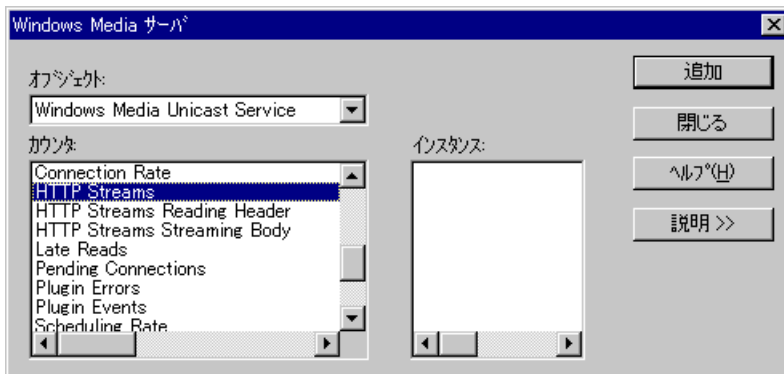 Windows Media ｻｰﾊﾞ
ｵﾌﾞｼﾞｪｸﾄ:
Windows Media Unicast Service
ｶｳﾝﾀ:
Connection Rate
HTTP Streams
HTTP Streams Reading Header
HTTP Streams Streaming Body
Late Reads
Pending Connections
Plugin Errors
Plugin Events
Scheduling Rate
ｲﾝｽﾀﾝｽ:
追加
閉じる
ﾍﾙﾌﾟ(H)
説明 >>